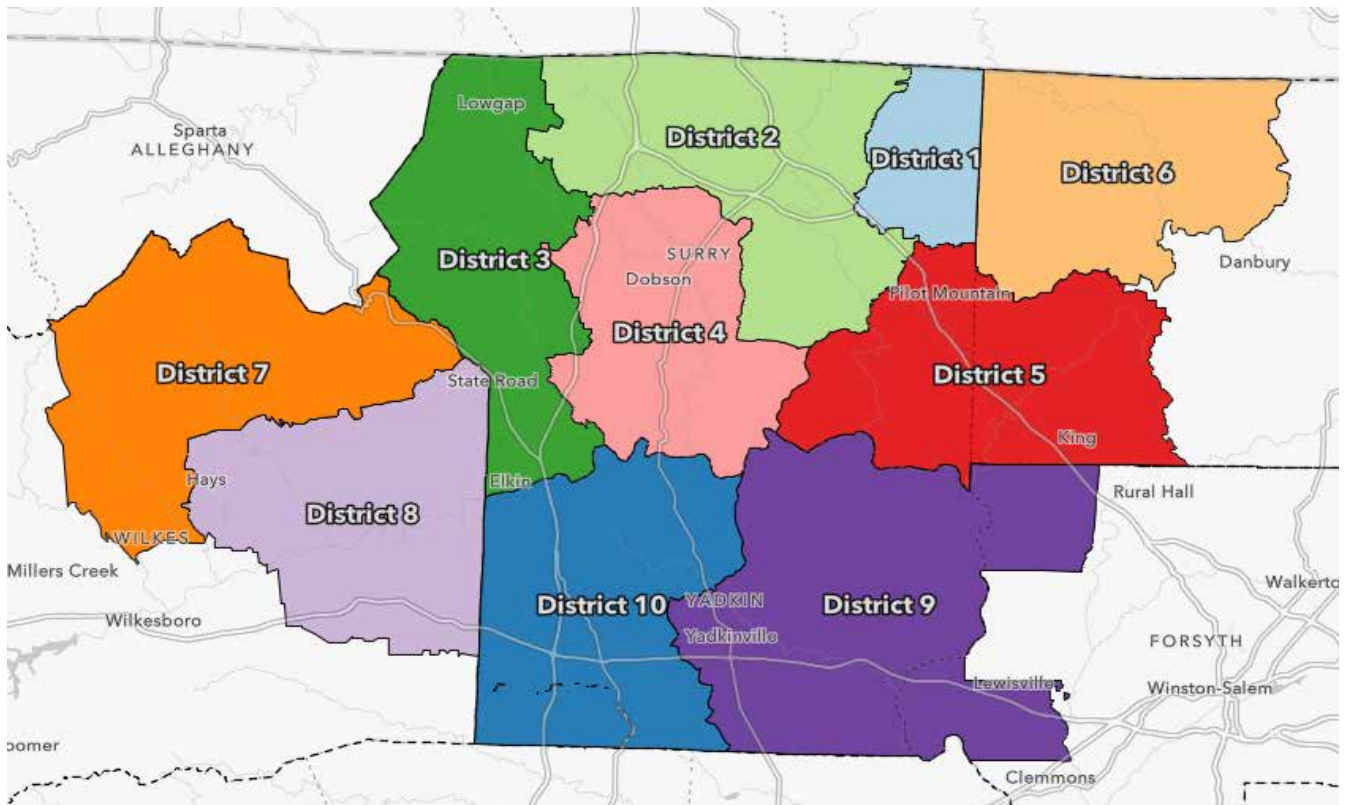 Lowgap
Sparta
ALLEGHANY
District 2
District 1
District 6
District 3
SURRY
Dobson
Danbury
Pilot Mountain
District 4
District 7
State Road
District 5
King
Hays
Elkin
Rural Hall
District 8
WILKES
Millers Creek
Walkerto
Wilkesboro
District 10
YADKIN
Yadkinville
District 9
FORSYTH
Lewisville
Winston-Salem
oomer
Clemmons